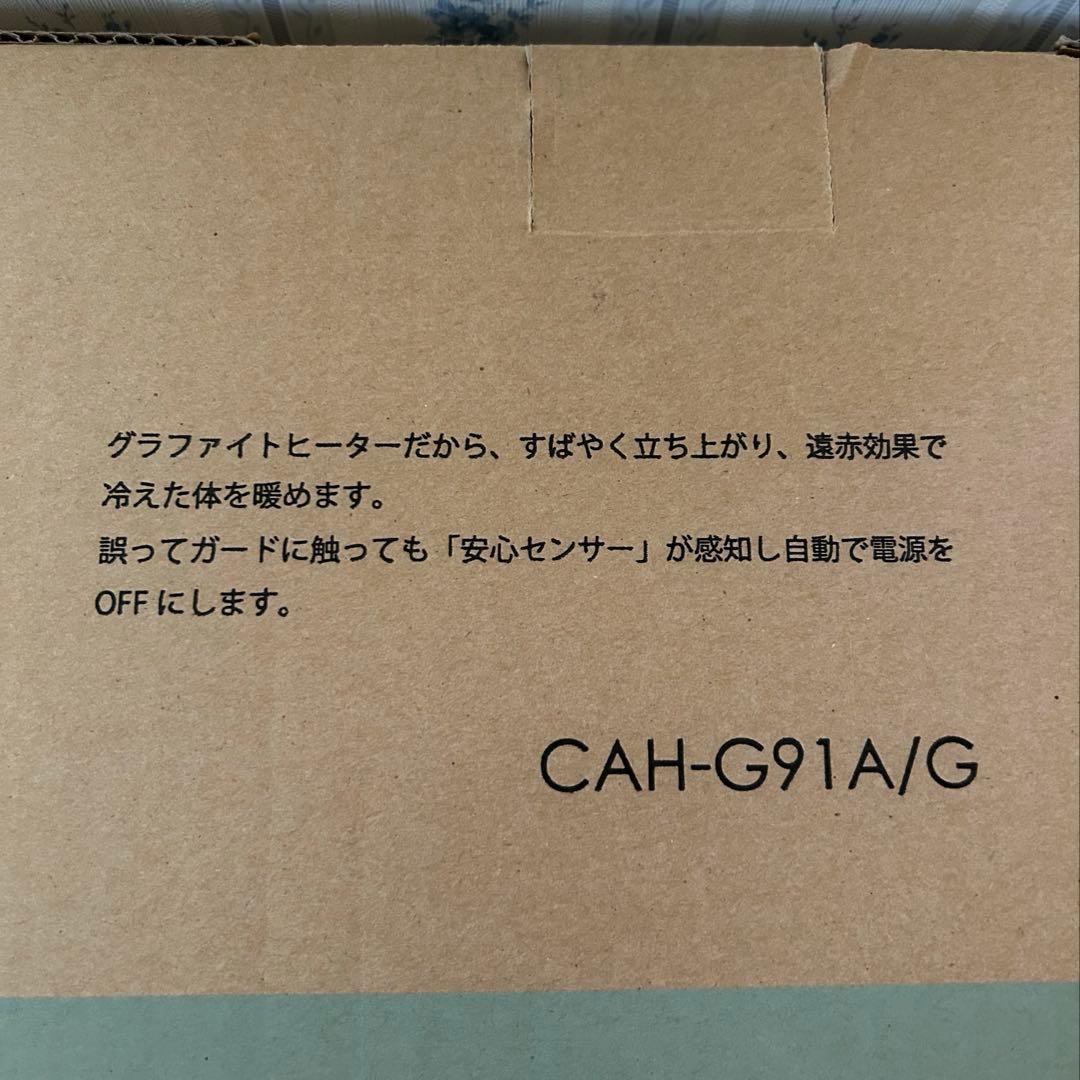 グラファイトヒーターだから、すばやく立ち上がり、遠赤効果で
冷えた体を暖めます。
誤ってガードに触っても「安心センサー」が感知し自動で電源を
OFFにします。
CAH-G91A/G